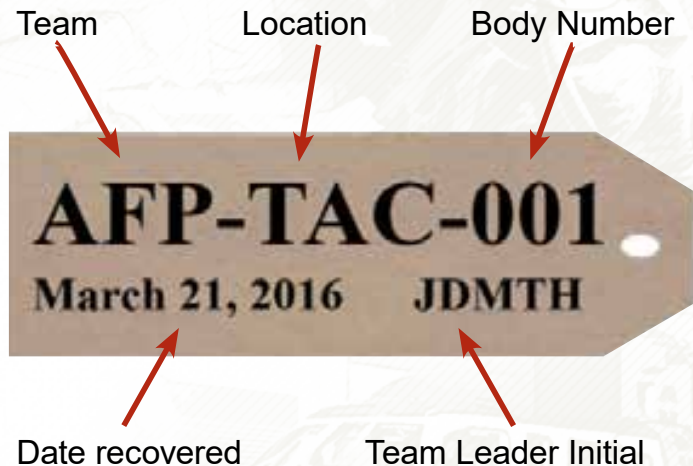 Team Location Body Number
AFP-TAC-001
March 21, 2016 JDMTH
Date recovered Team Leader Initial